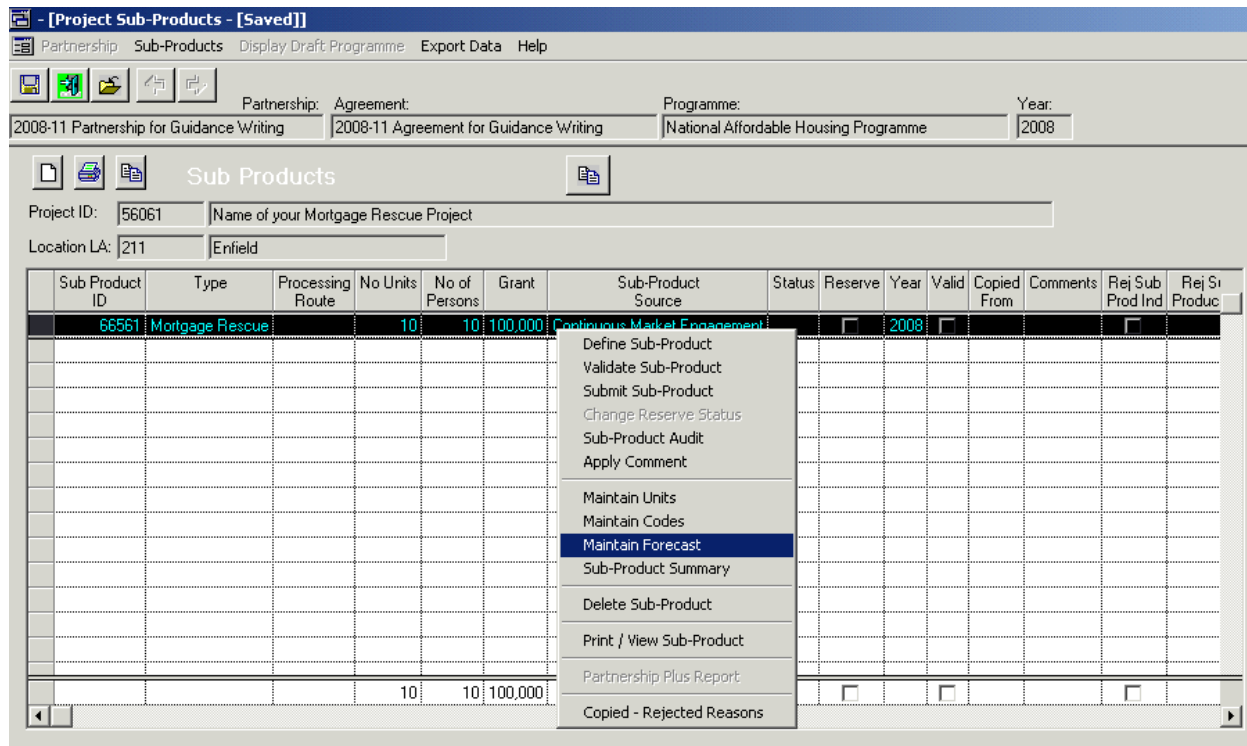 - [Project Sub-Products - [Saved]]
Partnership Sub-Products Display Draft Programme Export Data Help
Partnership: Agreement: Programme: Year:
2008-11 Partnership for Guidance Writing 2008-11 Agreement for Guidance Writing National Affordable Housing Programme 2008
Sub Products
Project ID: 56061 Name of your Mortgage Rescue Project
Location LA: 211 Enfield
Sub Product ID Type Processing Route No Units No of Persons Grant Sub-Product Source Status Reserve Year Valid Copied From Comments Rej Sub Prod Ind Rej Su Produc
66561 Mortgage Rescue 10 10 100,000 Continuous Market Engagement 2008
Define Sub-Product
Validate Sub-Product
Submit Sub-Product
Change Reserve Status
Sub-Product Audit
Apply Comment
Maintain Units
Maintain Codes
Maintain Forecast
Sub-Product Summary
Delete Sub-Product
Print / View Sub-Product
Partnership Plus Report
10 10 100,000
Copied - Rejected Reasons